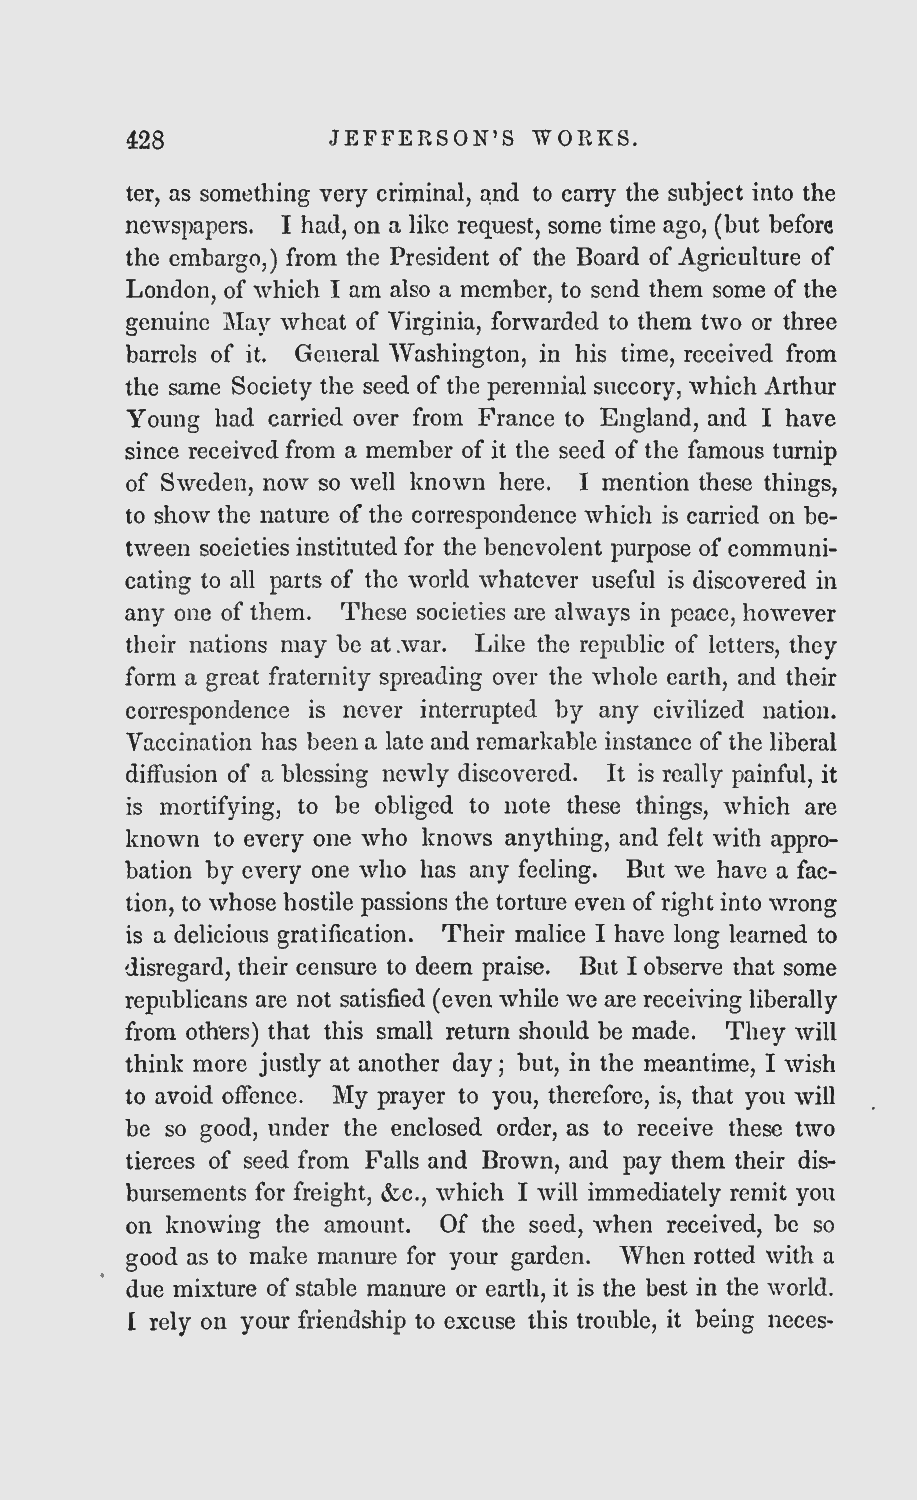 428 JEFFERSON'S WORKS.
ter, as something very criminal, and to carry the subject into the
newspapers. I had, on a like request, some time ago, (but before
the embargo,) from the President of the Board of Agriculture of
London, of which I am also a member, to send them some of the
genuine May wheat of Virginia, forwarded to them two or three
barrels of it. General Washington, in his time, received from
the same Society the seed of the perennial succory, which Arthur
Young had carried over from France to England, and I have
since received from a member of it the seed of the famous turnip
of Sweden, now so well known here. I mention these things,
to show the nature of the correspondence which is carried on be-
tween societies instituted for the benevolent purpose of communi-
cating to all parts of the world whatever useful is discovered in
any one of them. These societies are always in peace, however
their nations may be at war. Like the republic of letters, they
form a great fraternity spreading over the whole earth, and their
correspondence is never interrupted by any civilized nation.
Vaccination has been a late and remarkable instance of the liberal
diffusion of a blessing newly discovered. It is really painful, it
is mortifying, to be obliged to note these things, which are
known to every one who knows anything, and felt with appro-
bation by every one who has any feeling. But we have a fac-
tion, to whose hostile passions the torture even of right into wrong
is a delicious gratification. Their malice I have long learned to
disregard, their censure to deem praise. But I observe that some
republicans are not satisfied (even while we are receiving liberally
from others) that this small return should be made. They will
think more justly at another day; but, in the meantime, I wish
to avoid offence. My prayer to you, therefore, is, that you will
be so good, under the enclosed order, as to receive these two
tierces of seed from Falls and Brown, and pay them their dis-
bursements for freight, &c., which I will immediately remit you
on knowing the amount. Of the seed, when received, be so
good as to make manure for your garden. When rotted with a
due mixture of stable manure or earth, it is the best in the world.
I rely on your friendship to excuse this trouble, it being neces-